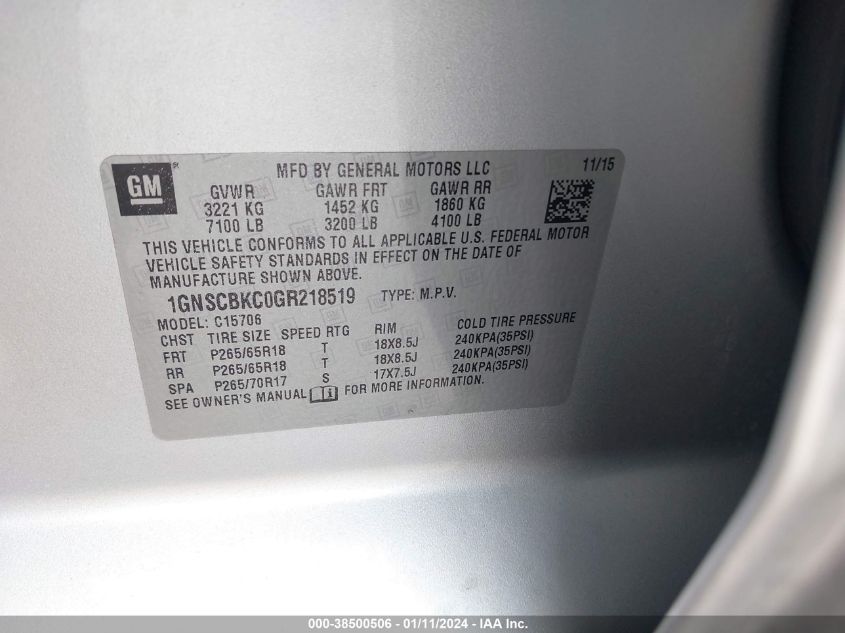 GM
MFD BY GENERAL MOTORS LLC 11/15
GVWR GAWR FRT GAWR RR
3221 KG 1452 KG 1860 KG
7100 LB 3200 LB 4100 LB
THIS VEHICLE CONFORMS TO ALL APPLICABLE U.S. FEDERAL MOTOR
VEHICLE SAFETY STANDARDS IN EFFECT ON THE DATE OF
MANUFACTURE SHOWN ABOVE.
1GNSCBKC0GR218519 TYPE: M.P.V.
MODEL: C15706
CHST TIRE SIZE SPEED RTG RIM COLD TIRE PRESSURE
FRT P265/65R18 T 18X8.5J 240KPA(35PSI)
RR P265/65R18 T 18X8.5J 240KPA(35PSI)
SPA P265/70R17 S 17X7.5J 240KPA(35PSI)
SEE OWNER'S MANUAL FOR MORE INFORMATION.
000-38500506 - 01/11/2024 - IAA Inc.